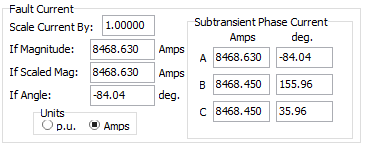 Fault Current
Scale Current By: 1.00000
If Magnitude: 8468.630 Amps
If Scaled Mag: 8468.630 Amps
If Angle: -84.04 deg.
Units
p.u. Amps
Subtransient Phase Current
Amps deg.
A 8468.630 -84.04
B 8468.450 155.96
C 8468.450 35.96